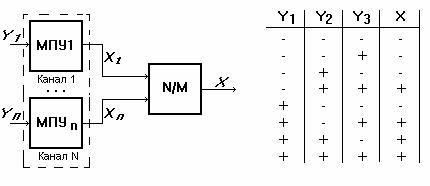 Y1 МПУ1 X1
Канал 1
. . .
Yn МПУn Xn
Канал N
N/M X
Y1 Y2 Y3 X
- - - -
- - + -
- + - -
- + + +
+ - - -
+ - + +
+ + - +
+ + + +